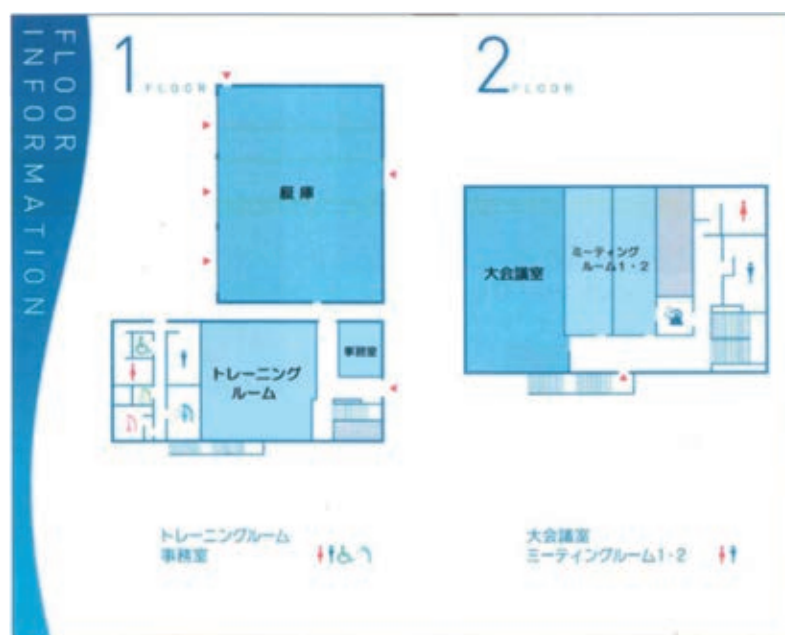 FLOOR
INFORMATION
1
FLOOR
艇庫
トレーニング
ルーム
事務室
トレーニングルーム
事務室
2
FLOOR
大会議室
ミーティング
ルーム1・2
大会議室
ミーティングルーム1・2